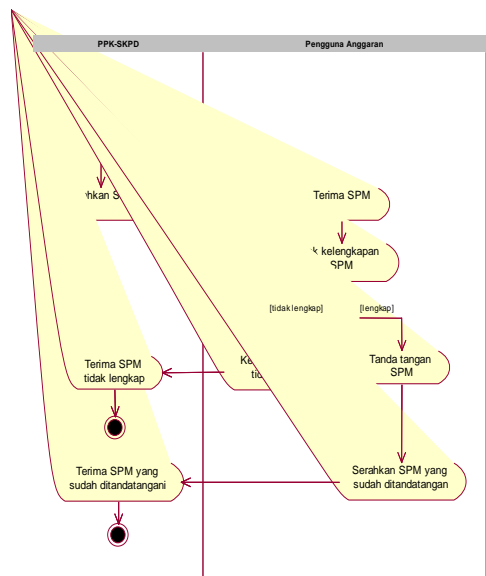 PPK-SKPD
Pengguna Anggaran
Terima SPM
kelengkapan
SPM
[tidak lengkap]
[lengkap]
Terima SPM
tidak lengkap
Tanda tangan
SPM
Terima SPM yang
sudah ditandatangani
Serahkan SPM yang
sudah ditandatangan